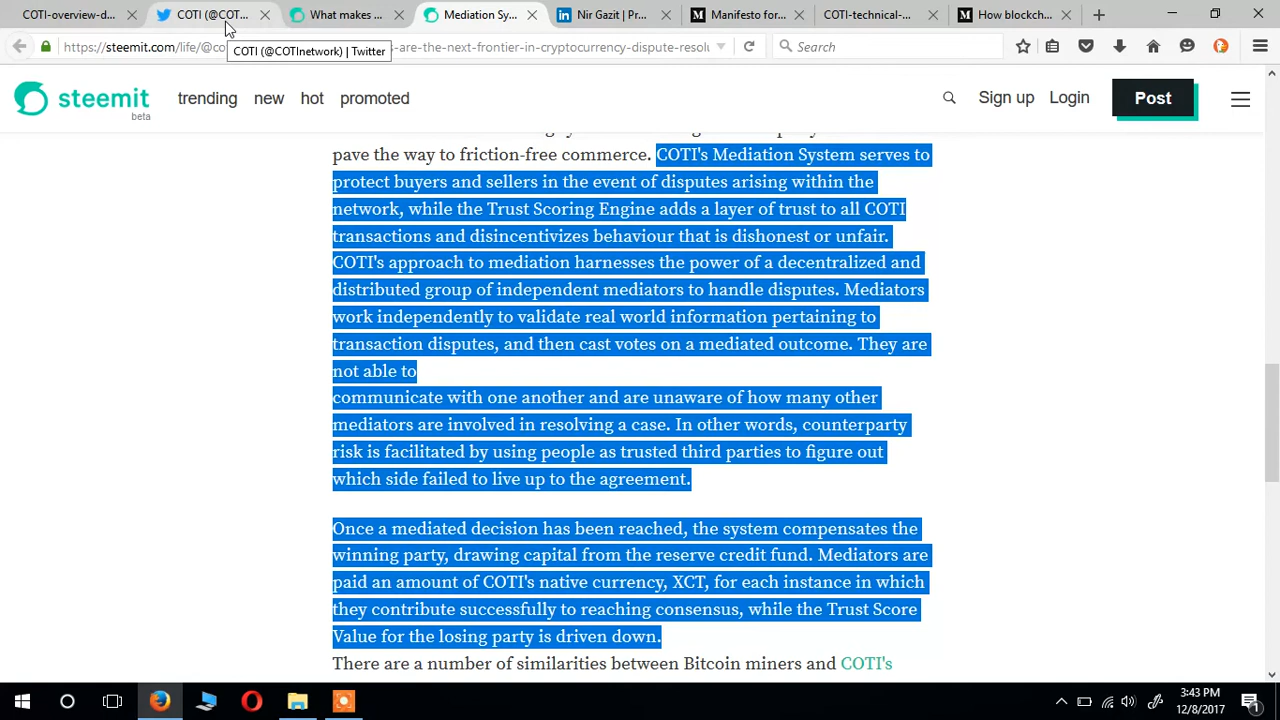 COTI-overview-d...
COTI (@COT...
What makes
Mediation Sy...
Nir Gazit | Pr...
Manifesto for...
COTI-technical-...
How blockch...
https://steemit.com/life/@co
s-are-the-next-frontier-in-cryptocurrency-dispute-resolu
Search
COTI (@COTInetwork) | Twitter
steemit
beta
trending
new
hot
promoted
Sign up
Login
Post
pave the way to friction-free commerce. COTI's Mediation System serves to
protect buyers and sellers in the event of disputes arising within the
network, while the Trust Scoring Engine adds a layer of trust to all COTI
transactions and disincentivizes behaviour that is dishonest or unfair.
COTI's approach to mediation harnesses the power of a decentralized and
distributed group of independent mediators to handle disputes. Mediators
work independently to validate real world information pertaining to
transaction disputes, and then cast votes on a mediated outcome. They are
not able to
communicate with one another and are unaware of how many other
mediators are involved in resolving a case. In other words, counterparty
risk is facilitated by using people as trusted third parties to figure out
which side failed to live up to the agreement.
Once a mediated decision has been reached, the system compensates the
winning party, drawing capital from the reserve credit fund. Mediators are
paid an amount of COTI's native currency, XCT, for each instance in which
they contribute successfully to reaching consensus, while the Trust Score
Value for the losing party is driven down.
There are a number of similarities between Bitcoin miners and COTI's
3:43 PM
12/8/2017